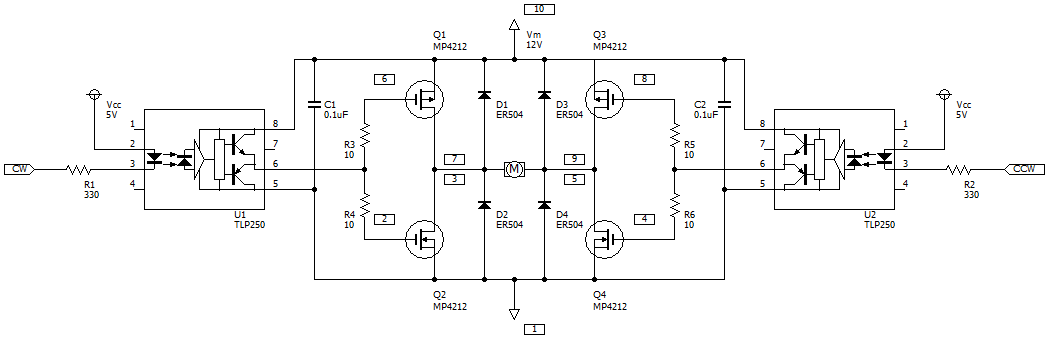 10
Q1
MP4212
Vm
12V
Q3
MP4212
6
8
Vcc
5V
C1
0.1uF
D1
ER504
D3
ER504
C2
0.1uF
Vcc
5V
1
2
3
4
8
7
6
5
R3
10
R5
10
8
7
6
5
1
2
3
4
CW
R1
330
7
3
M
9
5
R2
330
CCW
U1
TLP250
R4
10
2
D2
ER504
D4
ER504
4
R6
10
U2
TLP250
Q2
MP4212
Q4
MP4212
1